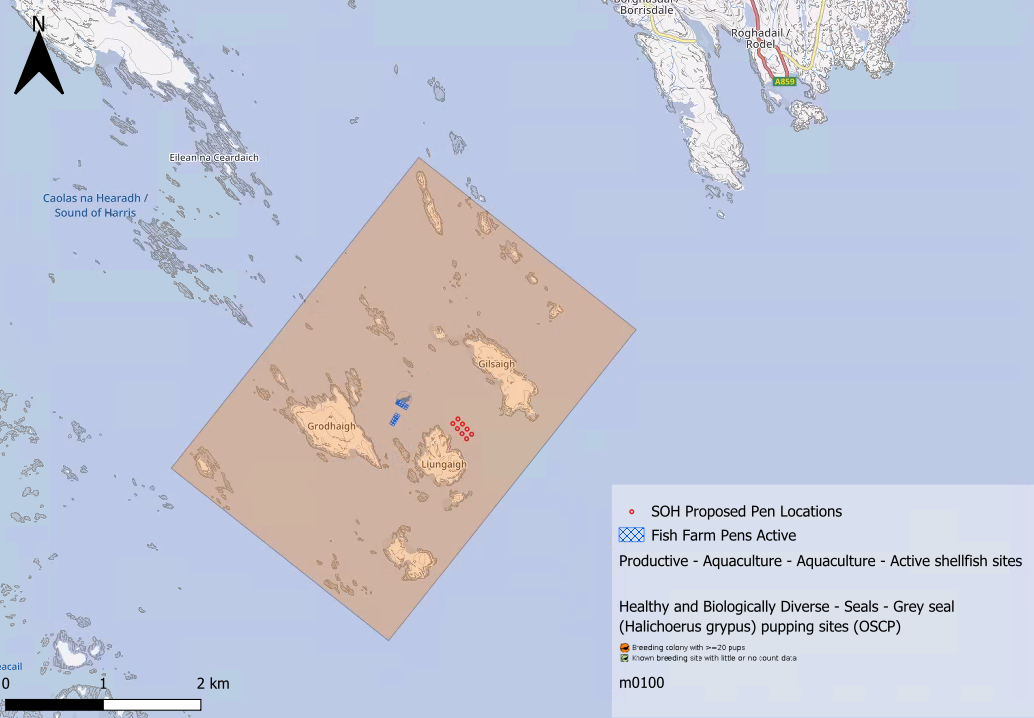 N
Borghasdal /
Borrisdale
Roghadail /
Rodel
A859
Eilean na Ceardaich
Caolas na Hearadh /
Sound of Harris
Gilsaigh
Grodhaigh
Liungaigh
SOH Proposed Pen Locations
Fish Farm Pens Active
Productive - Aquaculture - Aquaculture - Active shellfish sites
Healthy and Biologically Diverse - Seals - Grey seal
(Halichoerus grypus) pupping sites (OSCP)
Breeding colony with >=20 pups
Known breeding site with little or no count data
m0100
eacail
0 1 2 km